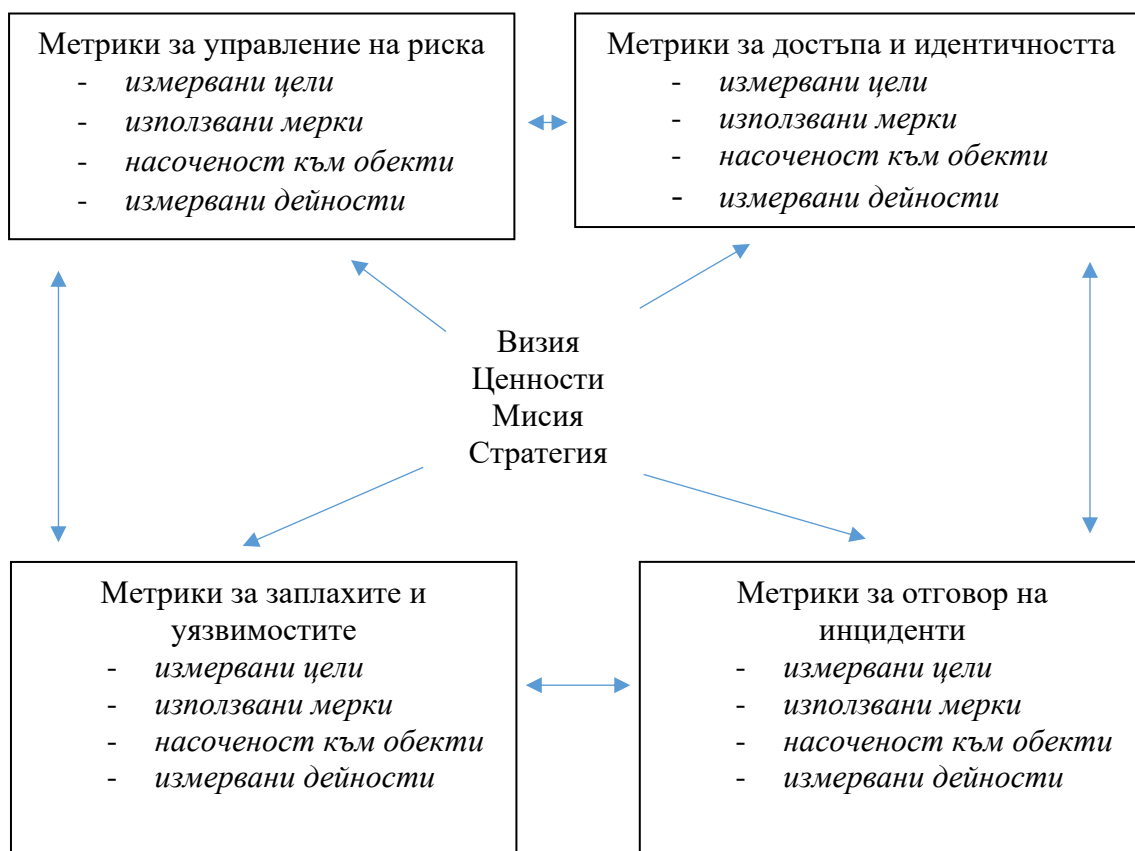 Метрики за управление на риска
- измервани цели
- използвани мерки
- насоченост към обекти
- измервани дейности
Метрики за достъпа и идентичността
- измервани цели
- използвани мерки
- насоченост към обекти
- измервани дейности
Визия
Ценности
Мисия
Стратегия
Метрики за заплахите и
уязвимостите
- измервани цели
- използвани мерки
- насоченост към обекти
- измервани дейности
Метрики за отговор на
инциденти
- измервани цели
- използвани мерки
- насоченост към обекти
- измервани дейности